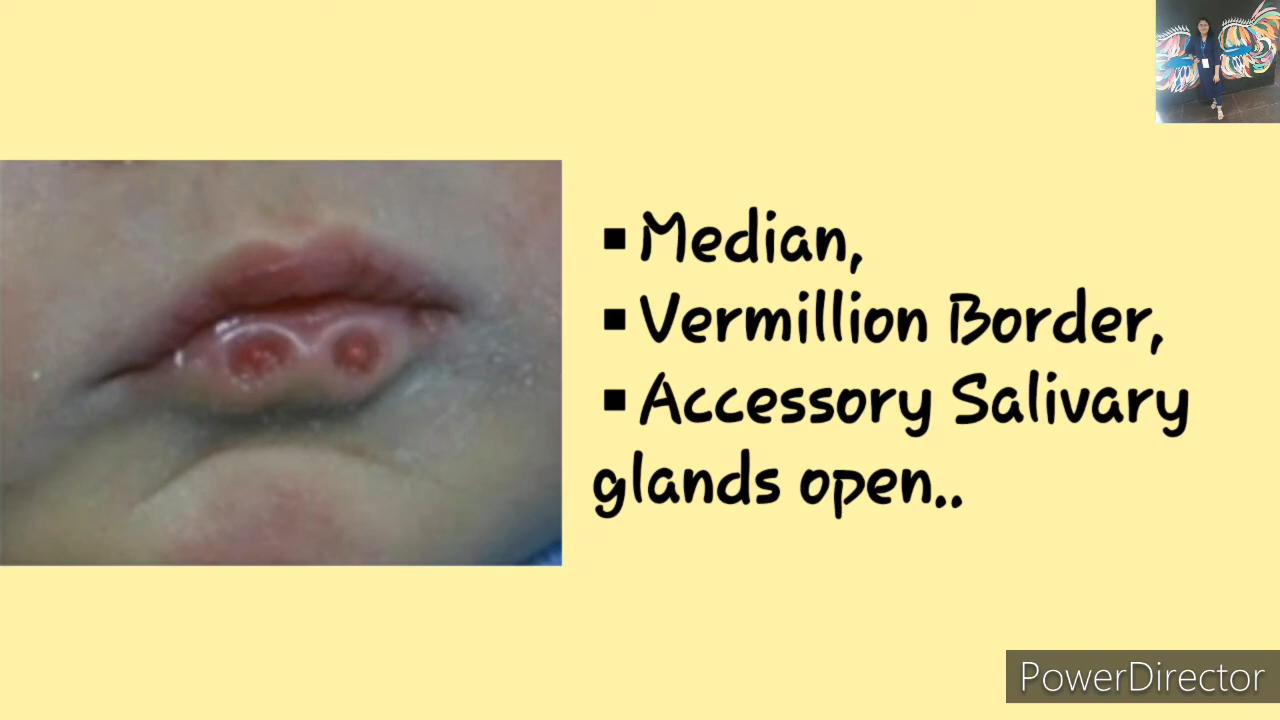 ▪Median,
▪Vermillion Border,
▪Accessory Salivary
glands open..
PowerDirector